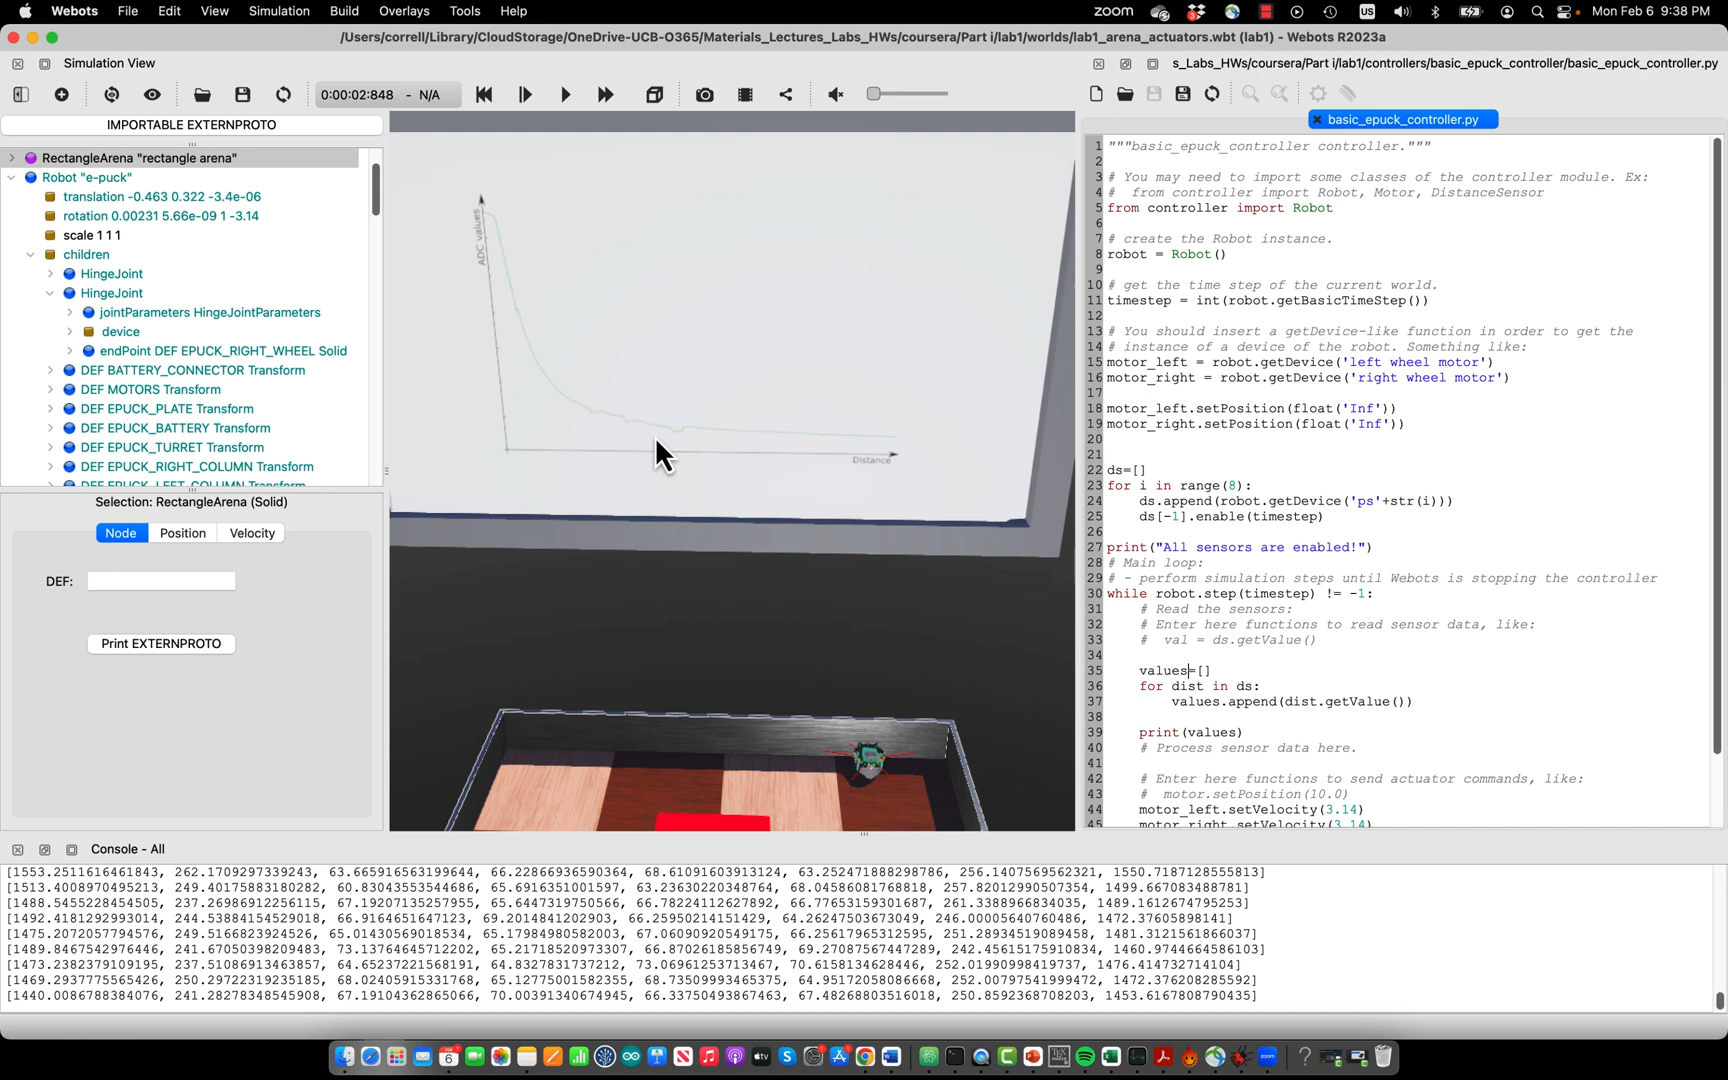 Webots File Edit View Simulation Build Overlays Tools Help zoom 3 US Mon Feb 6 9:38 PM
/Users/correll/Library/CloudStorage/OneDrive-UCB-O365/Materials_Lectures_Labs_HWs/coursera/Part i/lab1/worlds/lab1_arena_actuators.wbt (lab1) - Webots R2023a
Simulation View
s_Labs_HWs/coursera/Part i/lab1/controllers/basic_epuck_controller/basic_epuck_controller.py
0:00:02:848 - N/A
IMPORTABLE EXTERNPROTO
RectangleArena "rectangle arena"
Robot "e-puck"
translation -0.463 0.322 -3.4e-06
rotation 0.00231 5.66e-09 1 -3.14
scale 1 1 1
children
HingeJoint
HingeJoint
jointParameters HingeJointParameters
device
endPoint DEF EPUCK_RIGHT_WHEEL Solid
DEF BATTERY_CONNECTOR Transform
DEF MOTORS Transform
DEF EPUCK_PLATE Transform
DEF EPUCK_BATTERY Transform
DEF EPUCK_TURRET Transform
DEF EPUCK_RIGHT_COLUMN Transform
DEF EPUCK_LEFT_COLUMN Transform
Selection: RectangleArena (Solid)
Node Position Velocity
DEF:
Print EXTERNPROTO
ADC values
Distance
basic_epuck_controller.py
1 """basic_epuck_controller controller."""
2
3 # You may need to import some classes of the controller module. Ex:
4 #  from controller import Robot, Motor, DistanceSensor
5 from controller import Robot
6
7 # create the Robot instance.
8 robot = Robot()
9
10 # get the time step of the current world.
11 timestep = int(robot.getBasicTimeStep())
12
13 # You should insert a getDevice-like function in order to get the
14 # instance of a device of the robot. Something like:
15 motor_left = robot.getDevice('left wheel motor')
16 motor_right = robot.getDevice('right wheel motor')
17
18 motor_left.setPosition(float('Inf'))
19 motor_right.setPosition(float('Inf'))
20
21
22 ds=[]
23 for i in range(8):
24     ds.append(robot.getDevice('ps'+str(i)))
25     ds[-1].enable(timestep)
26
27 print("All sensors are enabled!")
28 # Main loop:
29 # - perform simulation steps until Webots is stopping the controller
30 while robot.step(timestep) != -1:
31     # Read the sensors:
32     # Enter here functions to read sensor data, like:
33     #  val = ds.getValue()
34
35     values=[]
36     for dist in ds:
37         values.append(dist.getValue())
38
39     print(values)
40     # Process sensor data here.
41
42     # Enter here functions to send actuator commands, like:
43     #  motor.setPosition(10.0)
44     motor_left.setVelocity(3.14)
45     motor_right.setVelocity(3.14)
Console - All
[1553.2511616461843, 262.1709297339243, 63.665916563199644, 66.22866936590364, 68.61091603913124, 63.252471888298786, 256.1407569562321, 1550.7187128555813]
[1513.4008970495213, 249.40175883180282, 60.83043553544686, 65.6916351001597, 63.23630220348764, 68.04586081768818, 257.82012990507354, 1499.667083488781]
[1488.5455228454505, 237.26986912256115, 67.19207135257955, 65.6447319750566, 66.78224112627892, 66.77653159301687, 261.3388966834035, 1489.1612674795253]
[1492.4181292993014, 244.53884154529018, 66.9164651647123, 69.2014841202903, 66.25950214151429, 64.26247503673049, 246.00005640760486, 1472.37605898141]
[1475.2072057794576, 249.5166823924526, 65.01430569018534, 65.17984980582003, 67.06090920549175, 66.25617965312595, 251.28934519089458, 1481.3121561866037]
[1489.8467542976446, 241.67050398209483, 73.13764645712202, 65.21718520973307, 66.87026185856749, 69.27087567447289, 242.45615175910834, 1460.9744664586103]
[1473.2382379109195, 237.51086913463857, 64.65237221568191, 64.8327831737212, 73.06961253713467, 70.6158134628446, 252.01990998419737, 1476.414732714104]
[1469.2937775565426, 250.29722319235185, 68.02405915331768, 65.12775001582355, 68.73509993465375, 64.95172058086668, 252.00797541999472, 1472.376208285592]
[1440.00867883840​76, 241.28278348545908, 67.19104362865066, 70.00391340674945, 66.33750493867463, 67.48268803516018, 250.8592368708203, 1453.6167808790435]